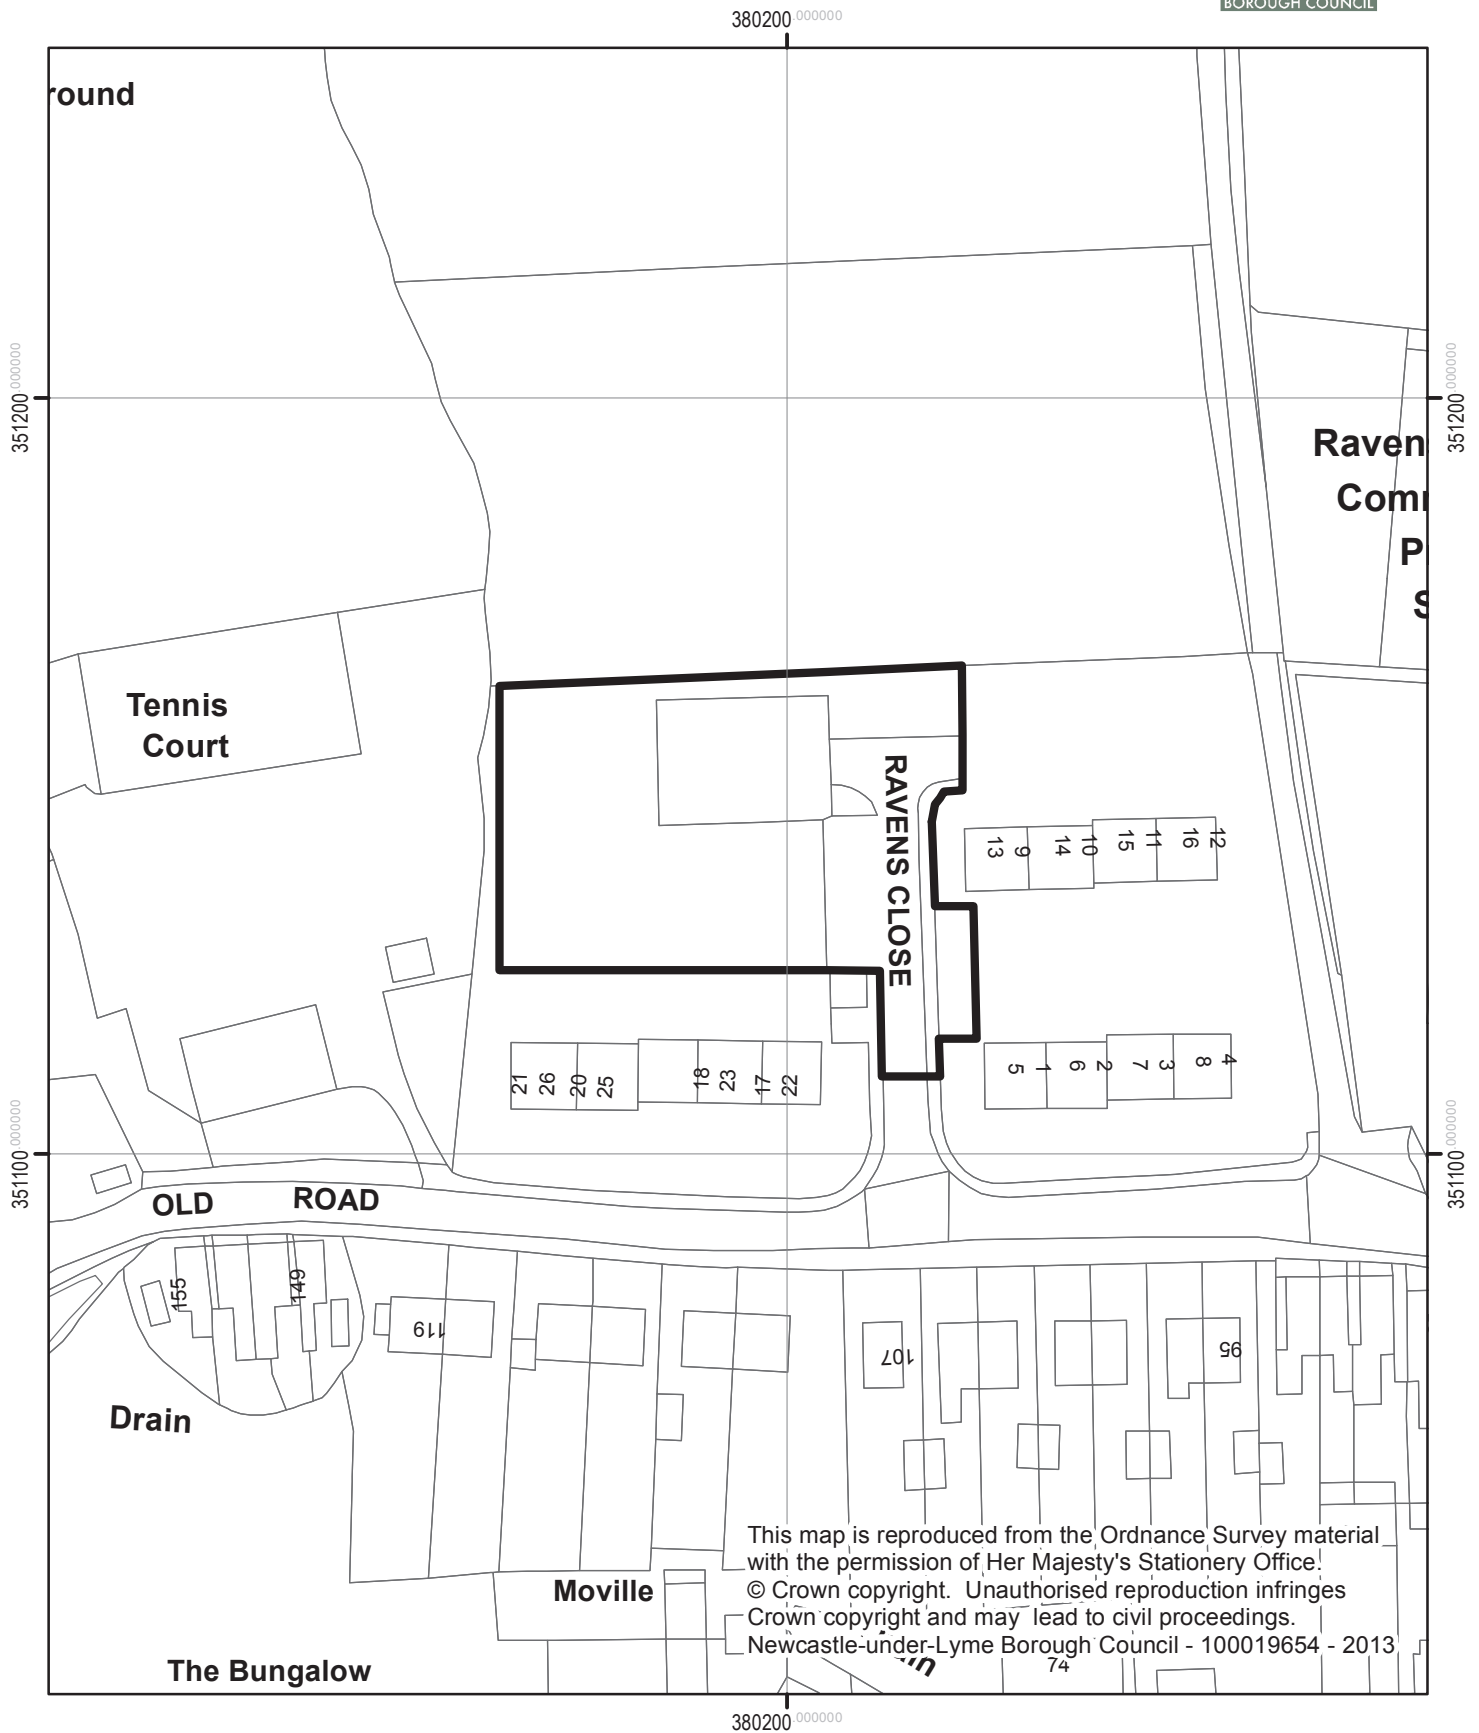 BOROUGH COUNCIL
380200.000000
round
351200.000000
351200.000000
Raven
Com
P
S
Tennis
Court
RAVENS CLOSE
13 9 14 10 15 11 16 12
5 1 6 2 7 3 8 4
21 26 20 25 18 23 17 22
351100.000000
351100.000000
OLD ROAD
155
149
119
107
95
Drain
This map is reproduced from the Ordnance Survey material
with the permission of Her Majesty's Stationery Office.
© Crown copyright. Unauthorised reproduction infringes
Crown copyright and may lead to civil proceedings.
Newcastle-under-Lyme Borough Council - 100019654 - 2013
Moville
The Bungalow
74
380200.000000